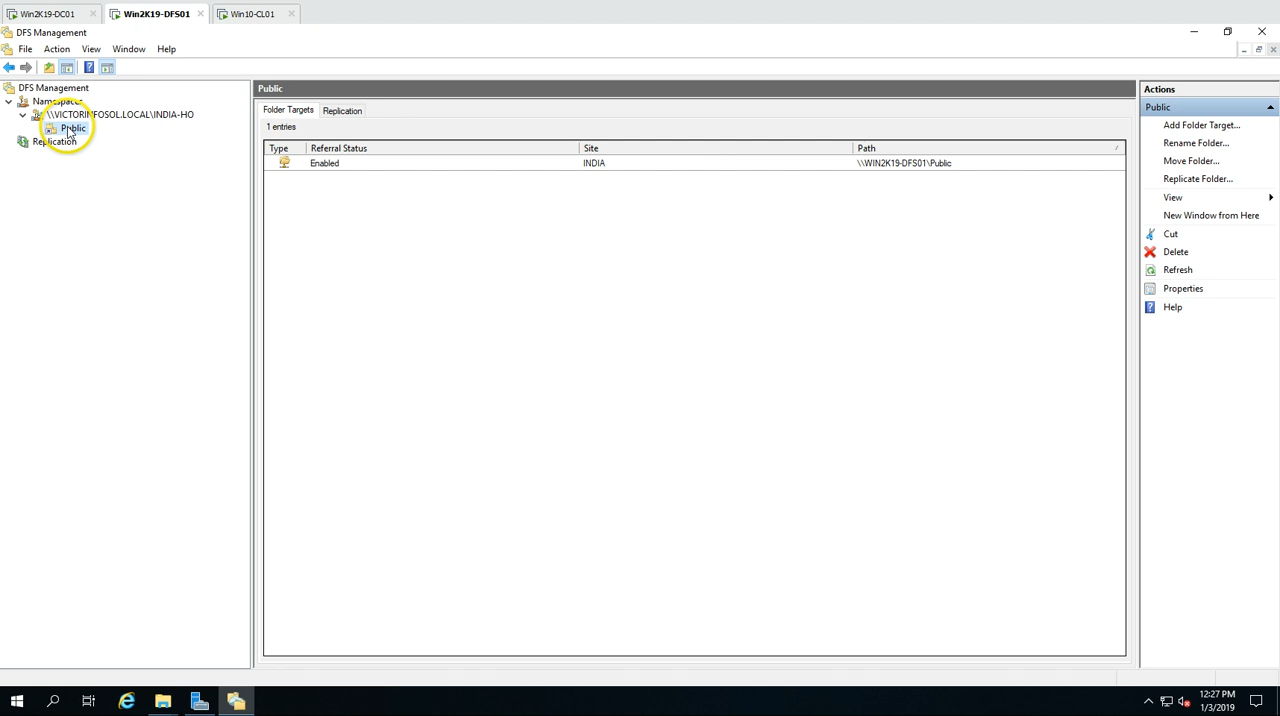 Win2K19-DC01
Win2K19-DFS01
Win10-CL01
DFS Management
File Action View Window Help
DFS Management
Namespaces
\\VICTORINFOSOL.LOCAL\INDIA-HO
Public
Replication
Public
Folder Targets Replication
1 entries
Type Referral Status Site Path
Enabled INDIA \\WIN2K19-DFS01\Public
Actions
Public
Add Folder Target...
Rename Folder...
Move Folder...
Replicate Folder...
View
New Window from Here
Cut
Delete
Refresh
Properties
Help
12:27 PM
1/3/2019